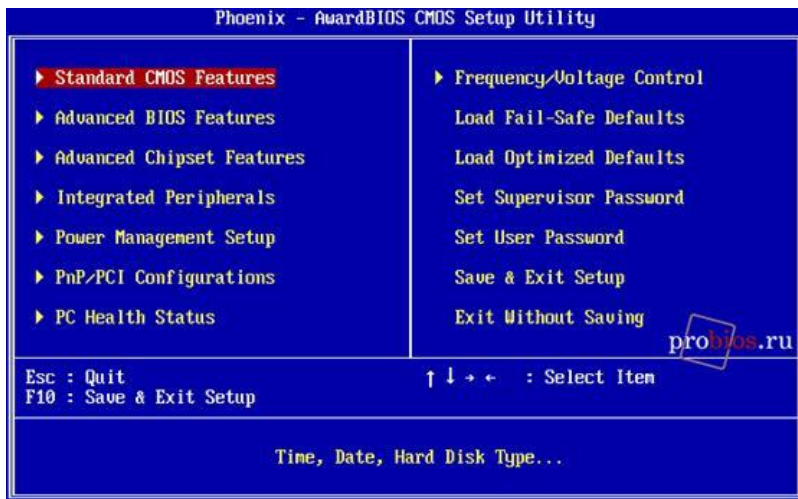 Phoenix - AwardBIOS CMOS Setup Utility
Standard CMOS Features
Advanced BIOS Features
Advanced Chipset Features
Integrated Peripherals
Power Management Setup
PnP/PCI Configurations
PC Health Status
Frequency/Voltage Control
Load Fail-Safe Defaults
Load Optimized Defaults
Set Supervisor Password
Set User Password
Save & Exit Setup
Exit Without Saving
probios.ru
Esc : Quit
F10 : Save & Exit Setup
↑ ↓ → ← : Select Item
Time, Date, Hard Disk Type...